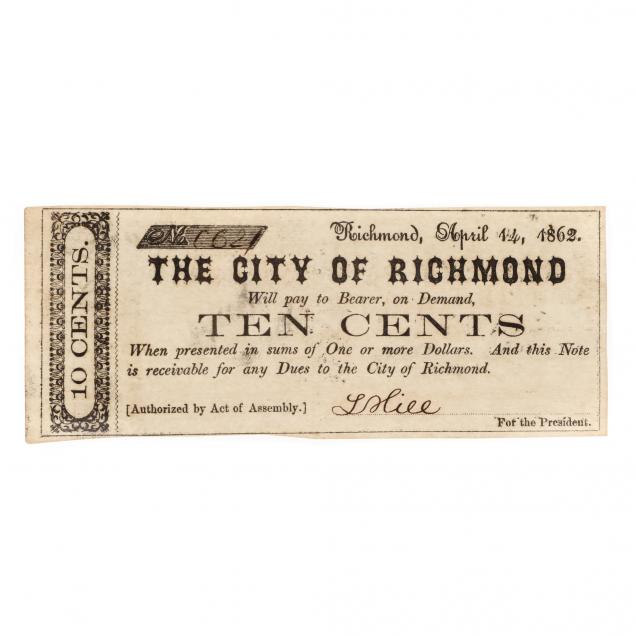 10 CENTS.
No. 6621
Richmond, April 14, 1862.
THE CITY OF RICHMOND
Will pay to Bearer, on Demand,
TEN CENTS
When presented in sums of One or more Dollars. And this Note
is receivable for any Dues to the City of Richmond.
[Authorized by Act of Assembly.] Hill
For the President.